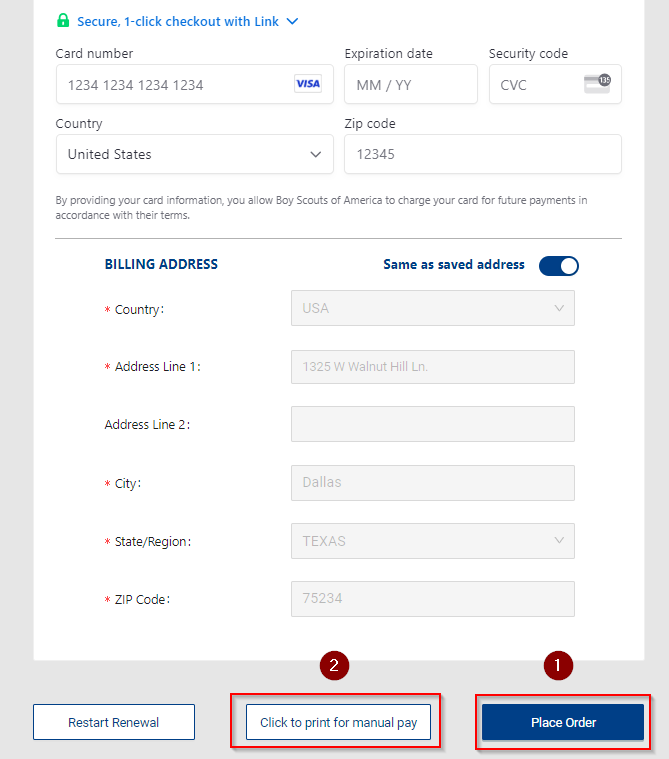 Secure, 1-click checkout with Link
Card number Expiration date Security code
1234 1234 1234 1234 VISA MM / YY CVC 135
Country Zip code
United States 12345
By providing your card information, you allow Boy Scouts of America to charge your card for future payments in
accordance with their terms.
BILLING ADDRESS Same as saved address
* Country: USA
* Address Line 1: 1325 W Walnut Hill Ln.
Address Line 2:
* City: Dallas
* State/Region: TEXAS
* ZIP Code: 75234
2 1
Restart Renewal Click to print for manual pay Place Order